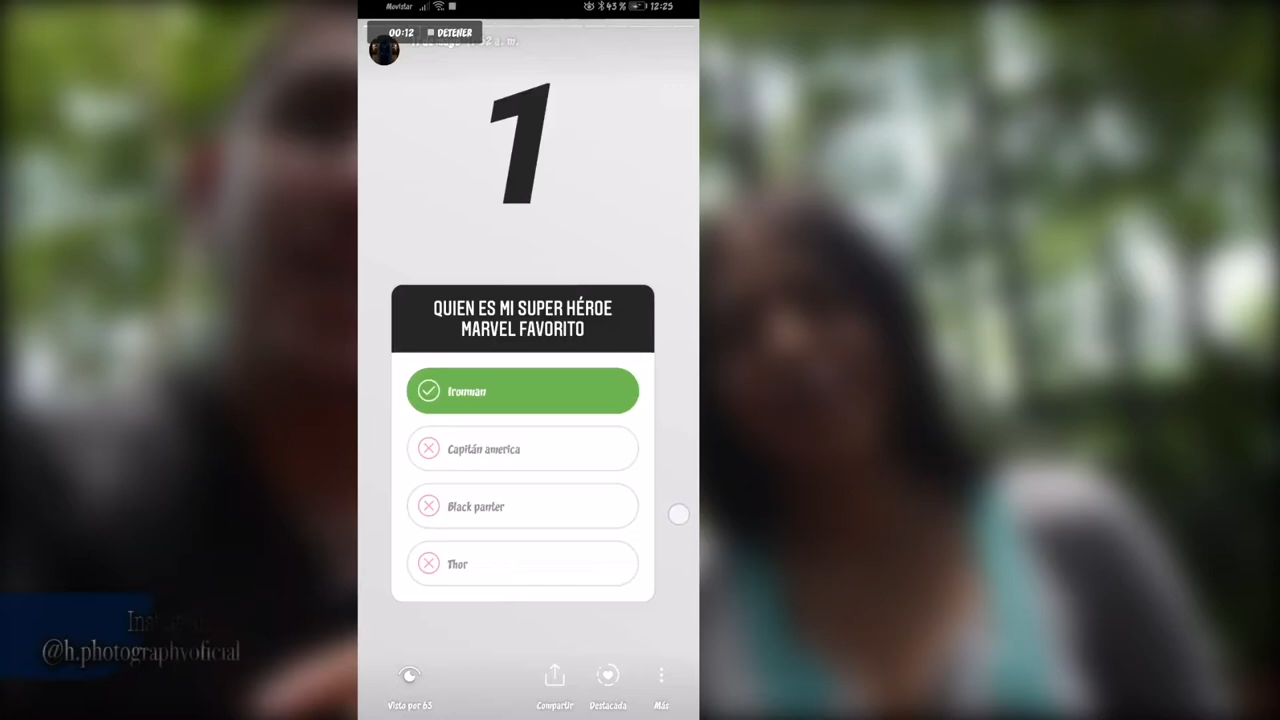 Movistar
43 %
12:25
00:12
DETENER
a. m.
1
QUIEN ES MI SUPER HÉROE
MARVEL FAVORITO
Ironman
Capitán america
Black panter
Thor
@h.photographyoficial
Visto por 65
Compartir
Destacada
Más